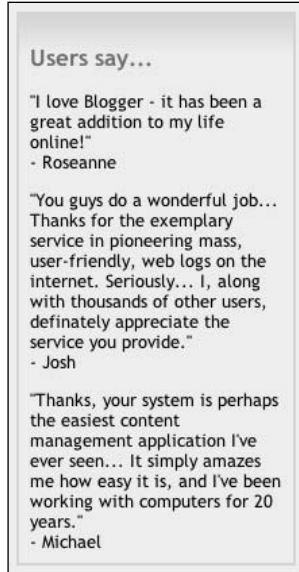 Users say...
"I love Blogger - it has been a
great addition to my life
online!"
- Roseanne
"You guys do a wonderful job...
Thanks for the exemplary
service in pioneering mass,
user-friendly, web logs on the
internet. Seriously... I, along
with thousands of other users,
definately appreciate the
service you provide."
- Josh
"Thanks, your system is perhaps
the easiest content
management application I've
ever seen... It simply amazes
me how easy it is, and I've been
working with computers for 20
years."
- Michael